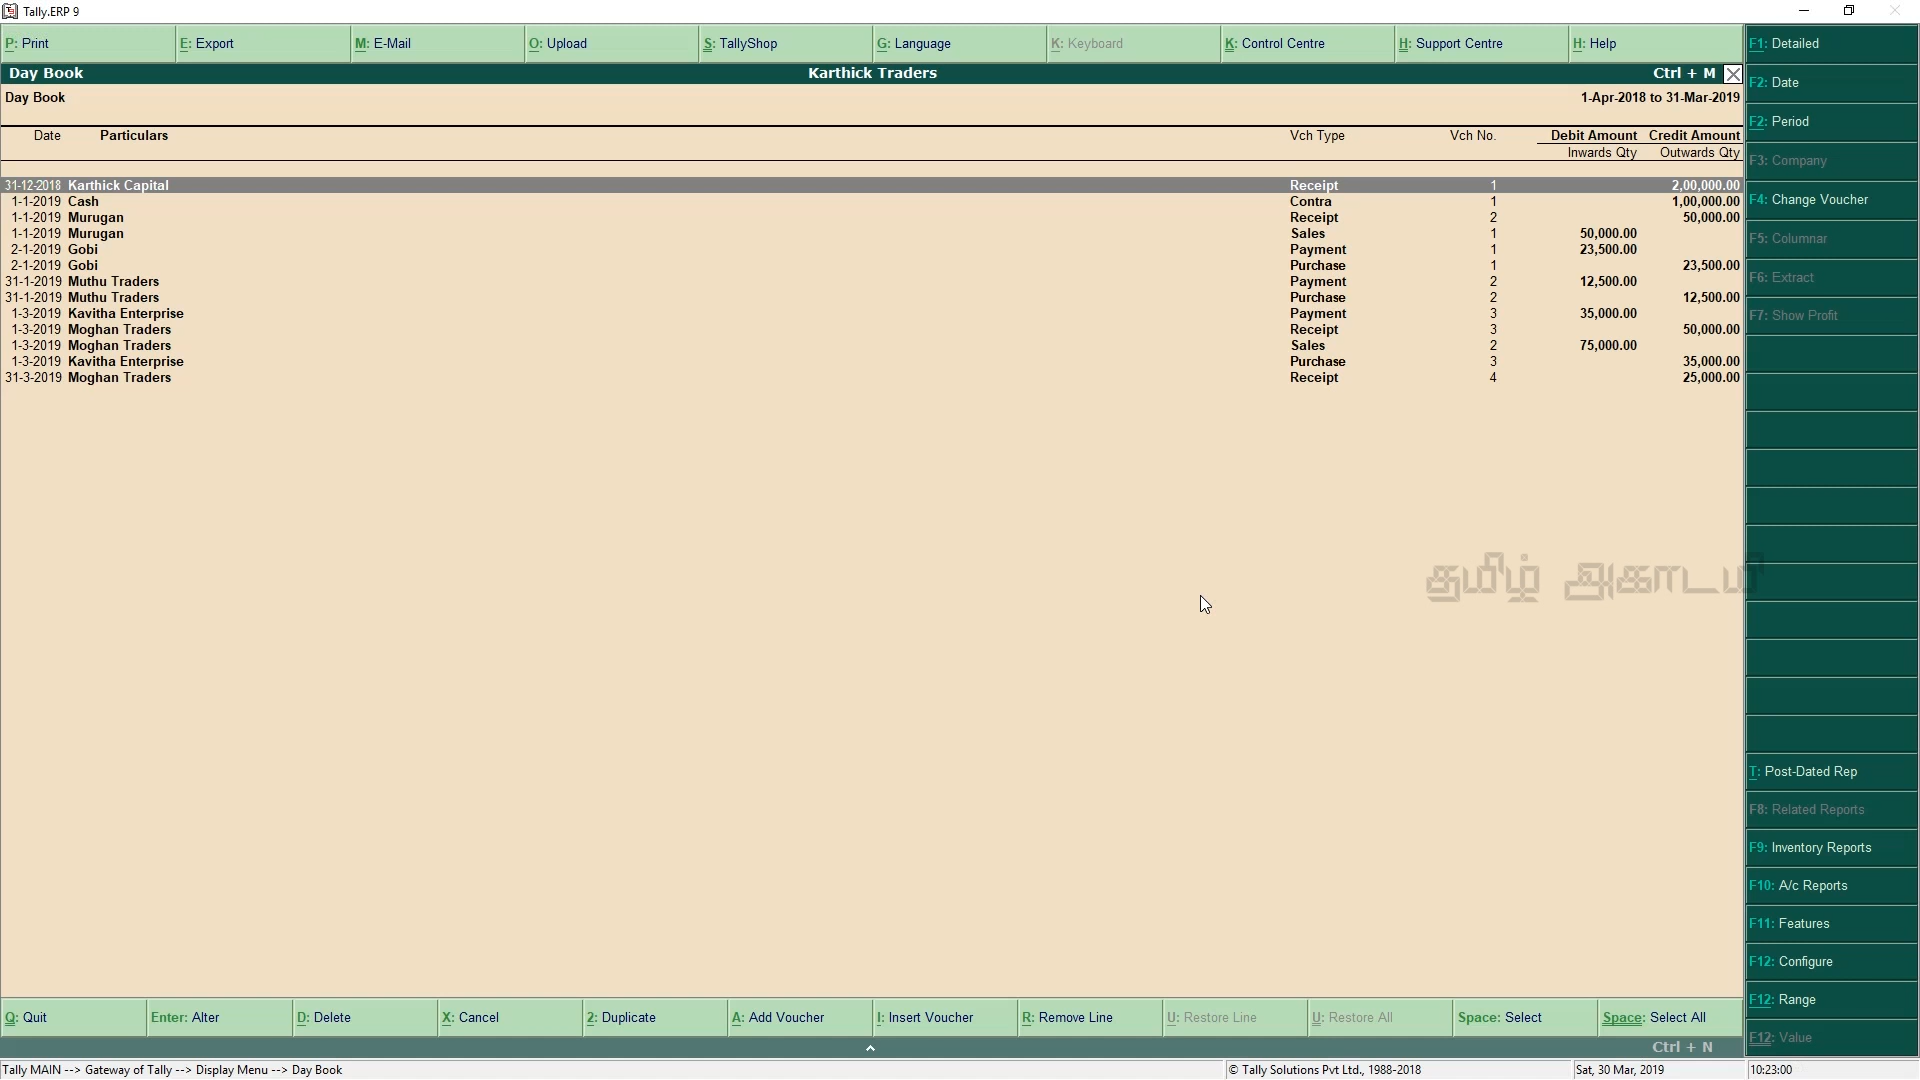 Tally.ERP 9
P: Print E: Export M: E-Mail O: Upload S: TallyShop G: Language K: Keyboard K: Control Centre H: Support Centre H: Help
Day Book Karthick Traders Ctrl + M
Day Book 1-Apr-2018 to 31-Mar-2019
Date Particulars Vch Type Vch No. Debit Amount Credit Amount
Inwards Qty Outwards Qty
31-12-2018 Karthick Capital Receipt 1 2,00,000.00
1-1-2019 Cash Contra 1 1,00,000.00
1-1-2019 Murugan Receipt 2 50,000.00
1-1-2019 Murugan Sales 1 50,000.00
2-1-2019 Gobi Payment 1 23,500.00
2-1-2019 Gobi Purchase 1 23,500.00
31-1-2019 Muthu Traders Payment 2 12,500.00
31-1-2019 Muthu Traders Purchase 2 12,500.00
1-3-2019 Kavitha Enterprise Payment 3 35,000.00
1-3-2019 Moghan Traders Receipt 3 50,000.00
1-3-2019 Moghan Traders Sales 2 75,000.00
1-3-2019 Kavitha Enterprise Purchase 3 35,000.00
31-3-2019 Moghan Traders Receipt 4 25,000.00
தமிழ் அகாடமி
F1: Detailed
F2: Date
F2: Period
F3: Company
F4: Change Voucher
F5: Columnar
F6: Extract
F7: Show Profit
T: Post-Dated Rep
F8: Related Reports
F9: Inventory Reports
F10: A/c Reports
F11: Features
F12: Configure
F12: Range
F12: Value
Q: Quit Enter: Alter D: Delete X: Cancel 2: Duplicate A: Add Voucher I: Insert Voucher R: Remove Line U: Restore Line U: Restore All Space: Select Space: Select All
Ctrl + N
Tally MAIN --> Gateway of Tally --> Display Menu --> Day Book © Tally Solutions Pvt Ltd., 1988-2018 Sat, 30 Mar, 2019 10:23:00